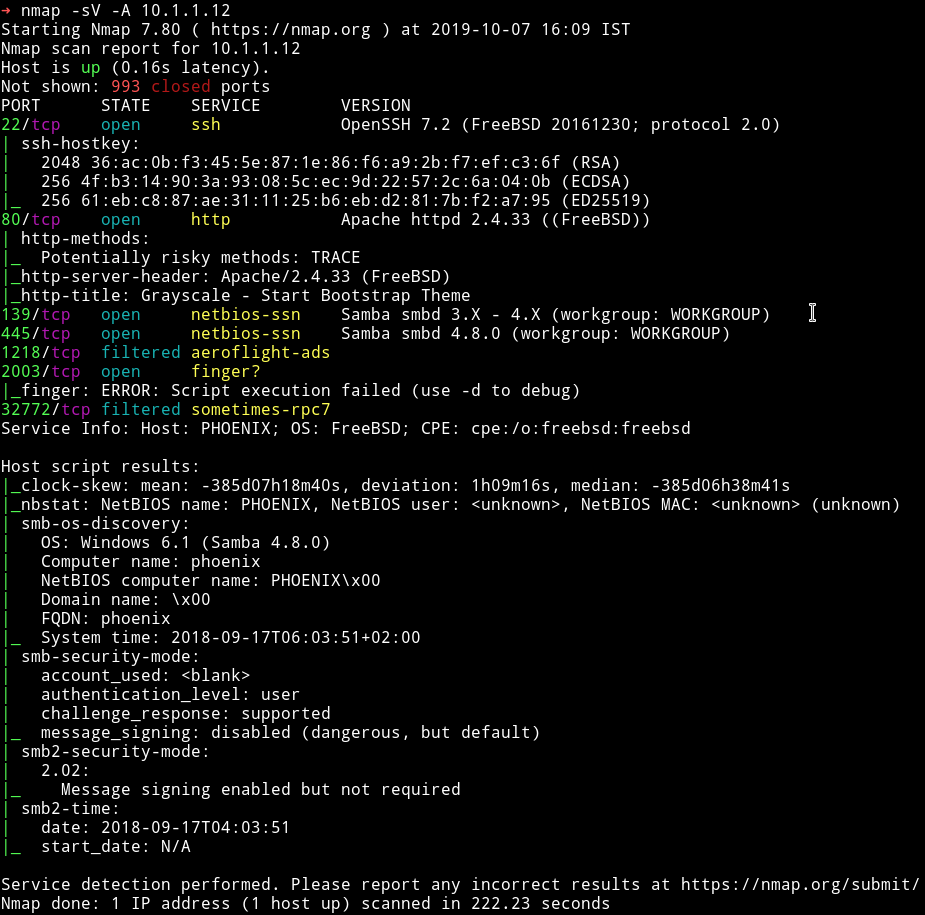 → nmap -sV -A 10.1.1.12
Starting Nmap 7.80 ( https://nmap.org ) at 2019-10-07 16:09 IST
Nmap scan report for 10.1.1.12
Host is up (0.16s latency).
Not shown: 993 closed ports
PORT      STATE    SERVICE        VERSION
22/tcp    open     ssh            OpenSSH 7.2 (FreeBSD 20161230; protocol 2.0)
| ssh-hostkey:
|   2048 36:ac:0b:f3:45:5e:87:1e:86:f6:a9:2b:f7:ef:c3:6f (RSA)
|   256 4f:b3:14:90:3a:93:08:5c:ec:9d:22:57:2c:6a:04:0b (ECDSA)
|_  256 61:eb:c8:87:ae:31:11:25:b6:eb:d2:81:7b:f2:a7:95 (ED25519)
80/tcp    open     http           Apache httpd 2.4.33 ((FreeBSD))
| http-methods:
|_  Potentially risky methods: TRACE
|_http-server-header: Apache/2.4.33 (FreeBSD)
|_http-title: Grayscale - Start Bootstrap Theme
139/tcp   open     netbios-ssn    Samba smbd 3.X - 4.X (workgroup: WORKGROUP)
445/tcp   open     netbios-ssn    Samba smbd 4.8.0 (workgroup: WORKGROUP)
1218/tcp  filtered aeroflight-ads
2003/tcp  open     finger?
|_finger: ERROR: Script execution failed (use -d to debug)
32772/tcp filtered sometimes-rpc7
Service Info: Host: PHOENIX; OS: FreeBSD; CPE: cpe:/o:freebsd:freebsd

Host script results:
|_clock-skew: mean: -385d07h18m40s, deviation: 1h09m16s, median: -385d06h38m41s
|_nbstat: NetBIOS name: PHOENIX, NetBIOS user: <unknown>, NetBIOS MAC: <unknown> (unknown)
| smb-os-discovery:
|   OS: Windows 6.1 (Samba 4.8.0)
|   Computer name: phoenix
|   NetBIOS computer name: PHOENIX\x00
|   Domain name: \x00
|   FQDN: phoenix
|_  System time: 2018-09-17T06:03:51+02:00
| smb-security-mode:
|   account_used: <blank>
|   authentication_level: user
|   challenge_response: supported
|_  message_signing: disabled (dangerous, but default)
| smb2-security-mode:
|   2.02:
|_    Message signing enabled but not required
| smb2-time:
|   date: 2018-09-17T04:03:51
|_  start_date: N/A

Service detection performed. Please report any incorrect results at https://nmap.org/submit/
Nmap done: 1 IP address (1 host up) scanned in 222.23 seconds